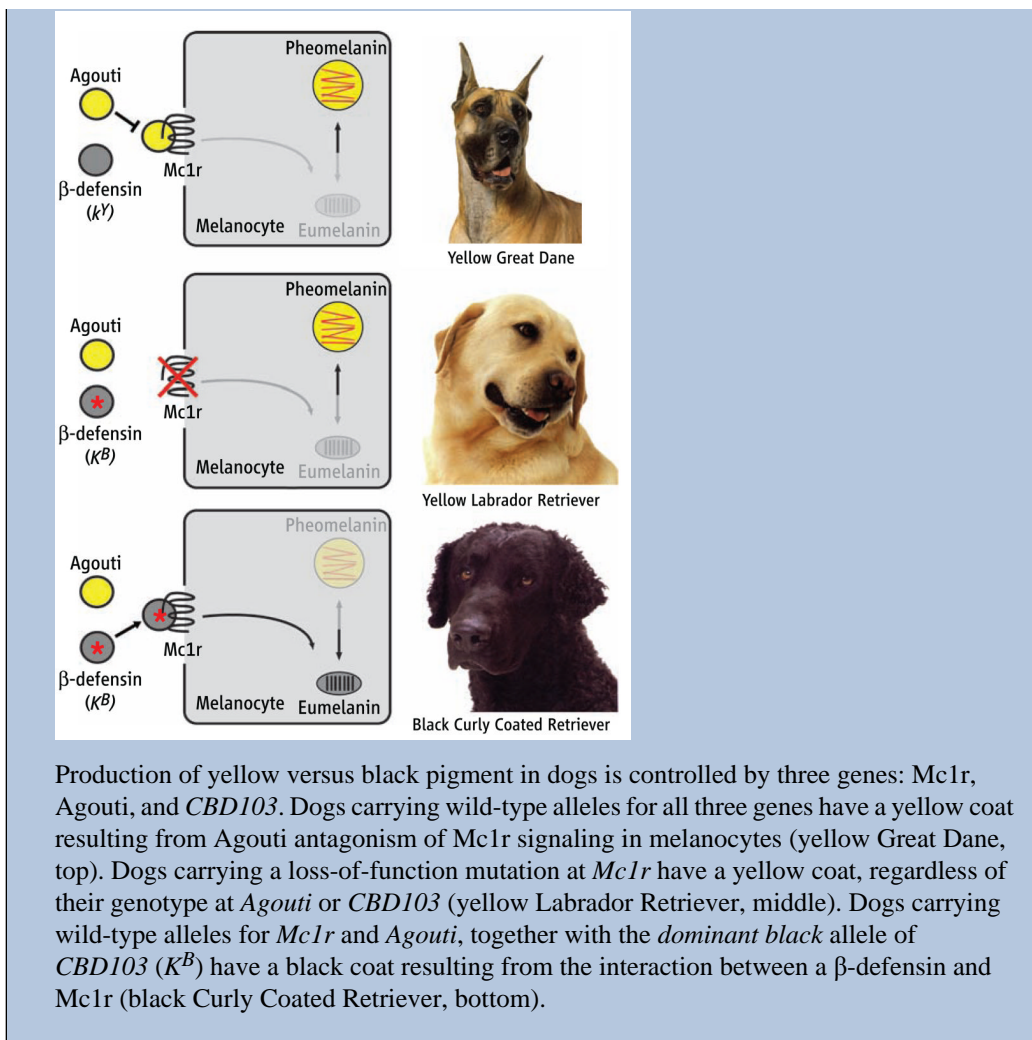 Pheomelanin
Agouti
Mc1r
β-defensin
(kY)
Melanocyte
Eumelanin
Yellow Great Dane
Pheomelanin
Agouti
Mc1r
β-defensin
(KB)
Melanocyte
Eumelanin
Yellow Labrador Retriever
Pheomelanin
Agouti
Mc1r
β-defensin
(KB)
Melanocyte
Eumelanin
Black Curly Coated Retriever
Production of yellow versus black pigment in dogs is controlled by three genes: Mc1r,
Agouti, and CBD103. Dogs carrying wild-type alleles for all three genes have a yellow coat
resulting from Agouti antagonism of Mc1r signaling in melanocytes (yellow Great Dane,
top). Dogs carrying a loss-of-function mutation at Mc1r have a yellow coat, regardless of
their genotype at Agouti or CBD103 (yellow Labrador Retriever, middle). Dogs carrying
wild-type alleles for Mc1r and Agouti, together with the dominant black allele of
CBD103 (KB) have a black coat resulting from the interaction between a β-defensin and
Mc1r (black Curly Coated Retriever, bottom).